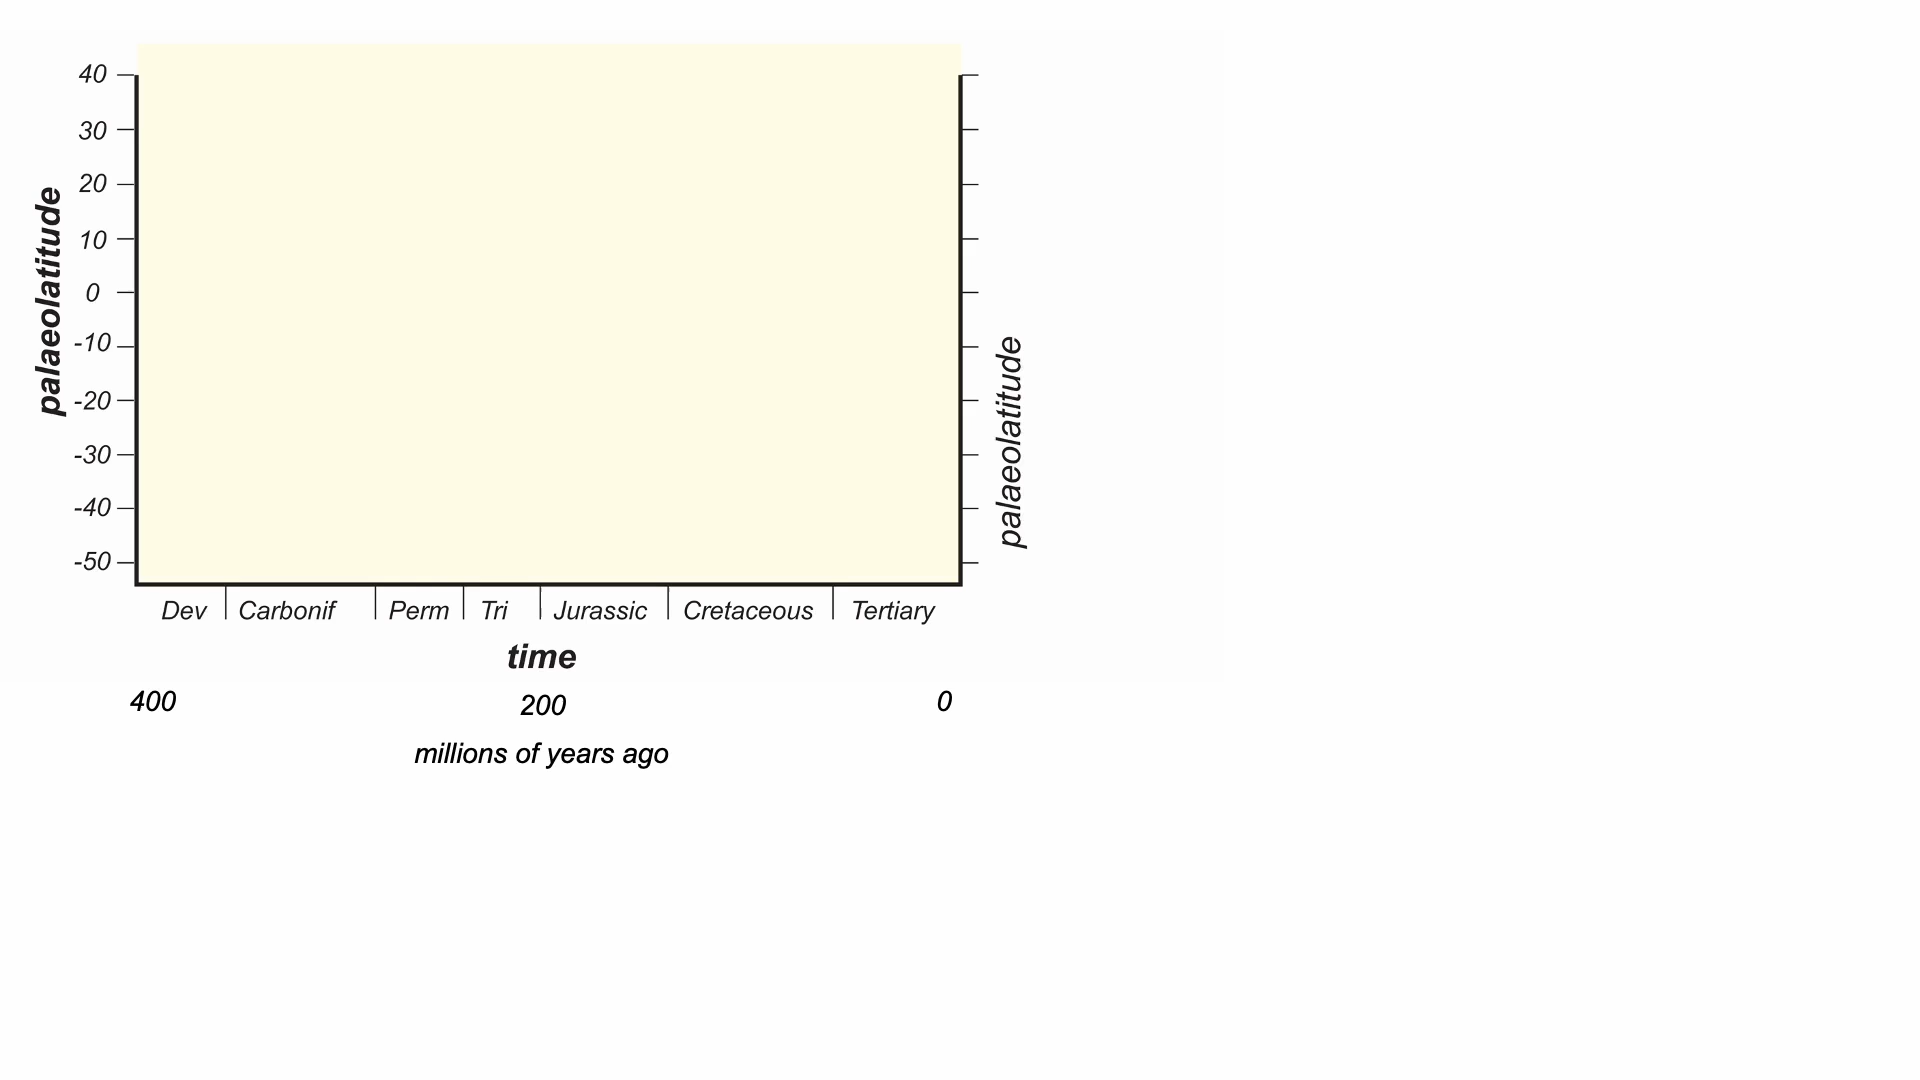 palaeolatitude
40
30
20
10
0
-10
-20
-30
-40
-50
palaeolatitude
Dev Carbonif Perm Tri Jurassic Cretaceous Tertiary
time
400 200 0
millions of years ago